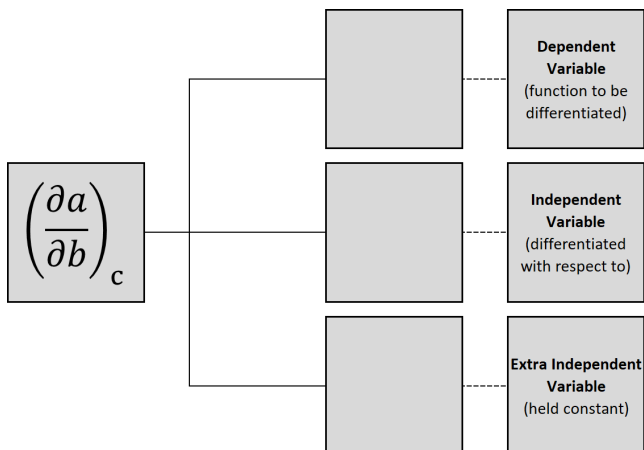 Dependent
Variable
(function to be
differentiated)
(∂a/∂b)c
Independent
Variable
(differentiated
with respect to)
Extra Independent
Variable
(held constant)